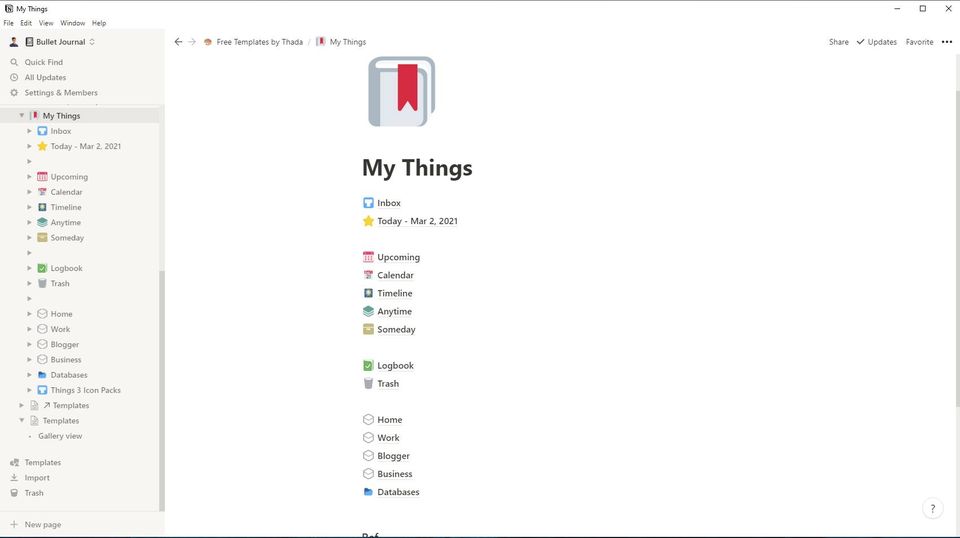 My Things
File Edit View Window Help
Bullet Journal
Free Templates by Thada / My Things
Share Updates Favorite
Quick Find
All Updates
Settings & Members
My Things
Inbox
Today - Mar 2, 2021
Upcoming
Calendar
Timeline
Anytime
Someday
Logbook
Trash
Home
Work
Blogger
Business
Databases
Things 3 Icon Packs
Templates
Templates
Gallery view
Templates
Import
Trash
New page
My Things
Inbox
Today - Mar 2, 2021
Upcoming
Calendar
Timeline
Anytime
Someday
Logbook
Trash
Home
Work
Blogger
Business
Databases
Ref
?